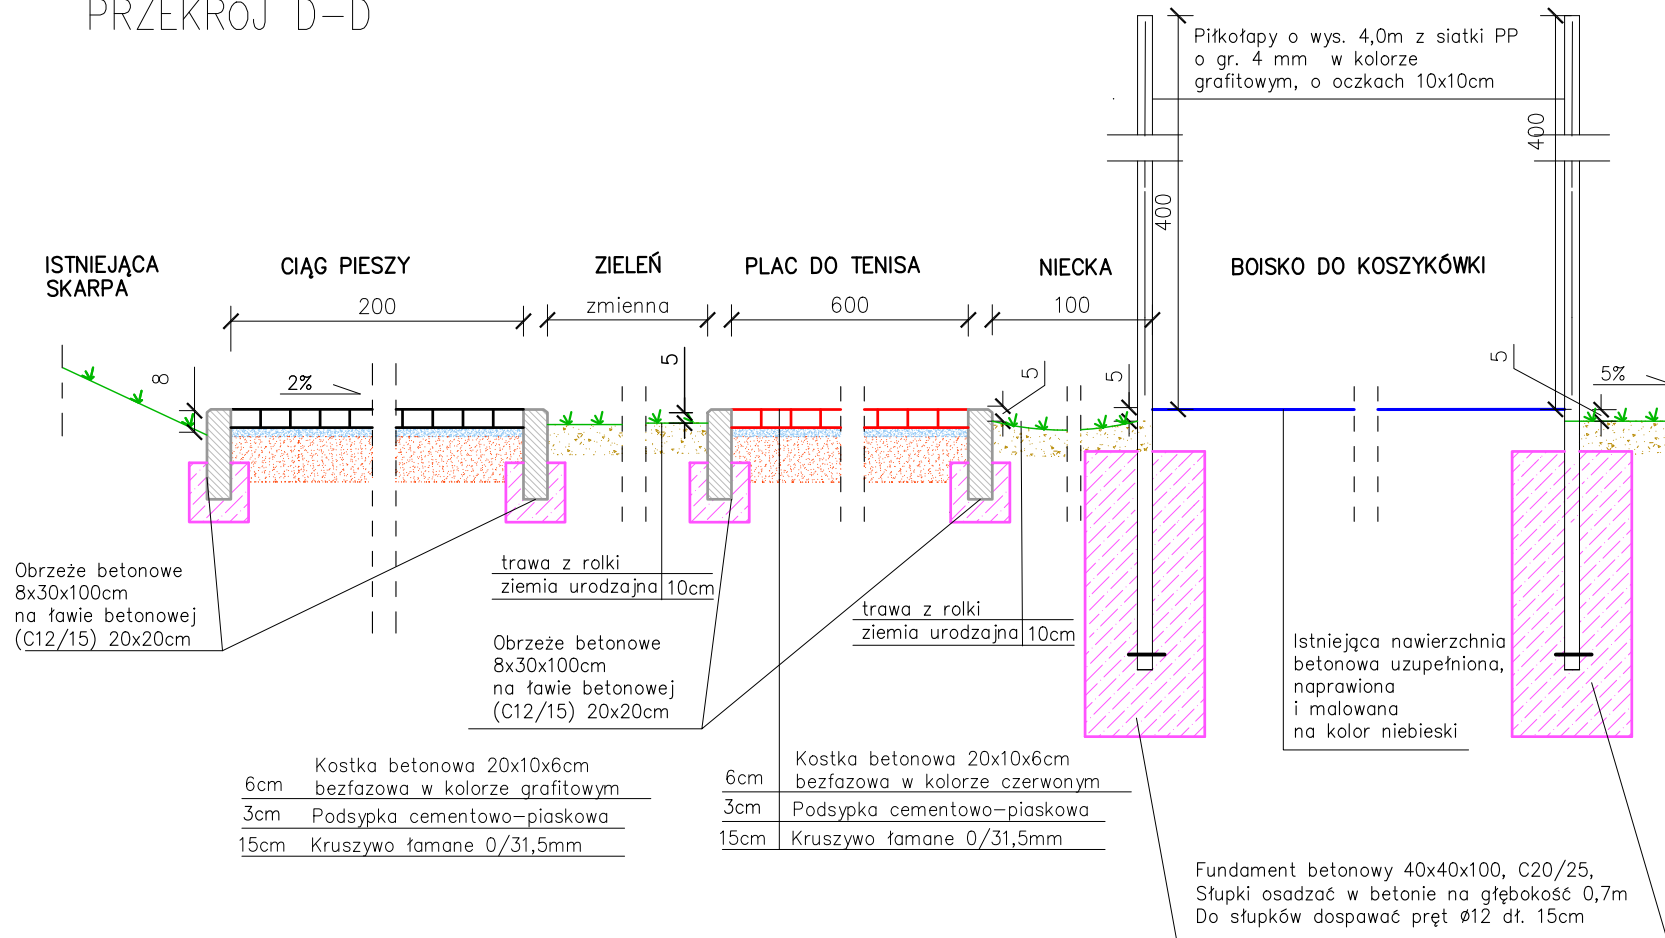 PRZEKRÓJ D-D
Piłkołapy o wys. 4,0m z siatki PP
o gr. 4 mm w kolorze
grafitowym, o oczkach 10x10cm
400
400
ISTNIEJĄCA
SKARPA
CIĄG PIESZY
ZIELEŃ
PLAC DO TENISA
NIECKA
BOISKO DO KOSZYKÓWKI
200
zmienna
600
100
8
2%
5
5
5
5
5%
Obrzeże betonowe
8x30x100cm
na ławie betonowej
(C12/15) 20x20cm
trawa z rolki
ziemia urodzajna 10cm
Obrzeże betonowe
8x30x100cm
na ławie betonowej
(C12/15) 20x20cm
trawa z rolki
ziemia urodzajna 10cm
Istniejąca nawierzchnia
betonowa uzupełniona,
naprawiona
i malowana
na kolor niebieski
Kostka betonowa 20x10x6cm
6cm bezfazowa w kolorze grafitowym
3cm Podsypka cementowo-piaskowa
15cm Kruszywo łamane 0/31,5mm
Kostka betonowa 20x10x6cm
6cm bezfazowa w kolorze czerwonym
3cm Podsypka cementowo-piaskowa
15cm Kruszywo łamane 0/31,5mm
Fundament betonowy 40x40x100, C20/25,
Słupki osadzać w betonie na głębokość 0,7m
Do słupków dospawać pręt Ø12 dł. 15cm